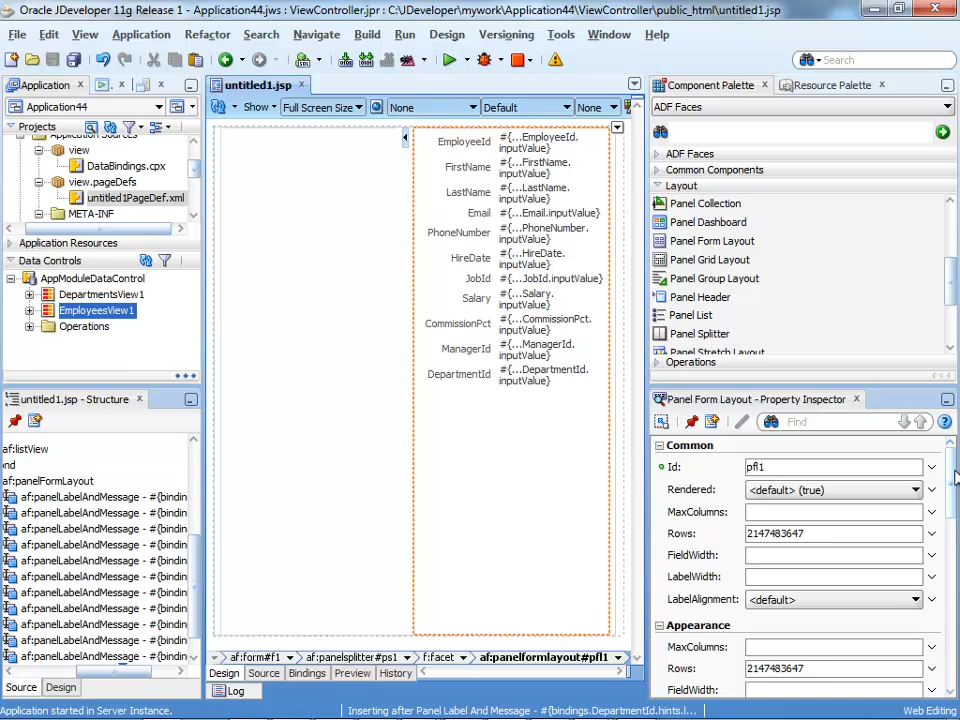 Oracle JDeveloper 11g Release 1 - Application44.jws : ViewController.jpr : C:\JDeveloper\mywork\Application44\ViewController\public_html\untitled1.jsp
File Edit View Application Refactor Search Navigate Build Run Design Versioning Tools Window Help
Search
Application
Application44
Projects
Application Sources
view
DataBindings.cpx
view.pageDefs
untitled1PageDef.xml
META-INF
Application Resources
Data Controls
AppModuleDataControl
DepartmentsView1
EmployeesView1
Operations
untitled1.jsp - Structure
af:listView
ond
af:panelFormLayout
af:panelLabelAndMessage - #{bindin
af:panelLabelAndMessage - #{bindin
af:panelLabelAndMessage - #{bindin
af:panelLabelAndMessage - #{bindin
af:panelLabelAndMessage - #{bindin
af:panelLabelAndMessage - #{bindin
af:panelLabelAndMessage - #{bindin
af:panelLabelAndMessage - #{bindin
af:panelLabelAndMessage - #{bindin
af:panelLabelAndMessage - #{bindin
af:panelLabelAndMessage - #{bindin
Source Design
untitled1.jsp
Show Full Screen Size None Default None
EmployeeId #{...EmployeeId.
inputValue}
FirstName #{...FirstName.
inputValue}
LastName #{...LastName.
inputValue}
Email #{...Email.inputValue}
PhoneNumber #{...PhoneNumber.
inputValue}
HireDate #{...HireDate.
inputValue}
JobId #{...JobId.inputValue}
Salary #{...Salary.
inputValue}
CommissionPct #{...CommissionPct.
inputValue}
ManagerId #{...ManagerId.
inputValue}
DepartmentId #{...DepartmentId.
inputValue}
af:form#f1 af:panelsplitter#ps1 f:facet af:panelformlayout#pfl1
Design Source Bindings Preview History
Log
Component Palette Resource Palette
ADF Faces
ADF Faces
Common Components
Layout
Panel Collection
Panel Dashboard
Panel Form Layout
Panel Grid Layout
Panel Group Layout
Panel Header
Panel List
Panel Splitter
Panel Stretch Layout
Operations
Panel Form Layout - Property Inspector
Find
Common
Id: pfl1
Rendered: <default> (true)
MaxColumns:
Rows: 2147483647
FieldWidth:
LabelWidth:
LabelAlignment: <default>
Appearance
MaxColumns:
Rows: 2147483647
FieldWidth:
Application started in Server Instance. Inserting after Panel Label And Message - #{bindings.DepartmentId.hints.l... Web Editing